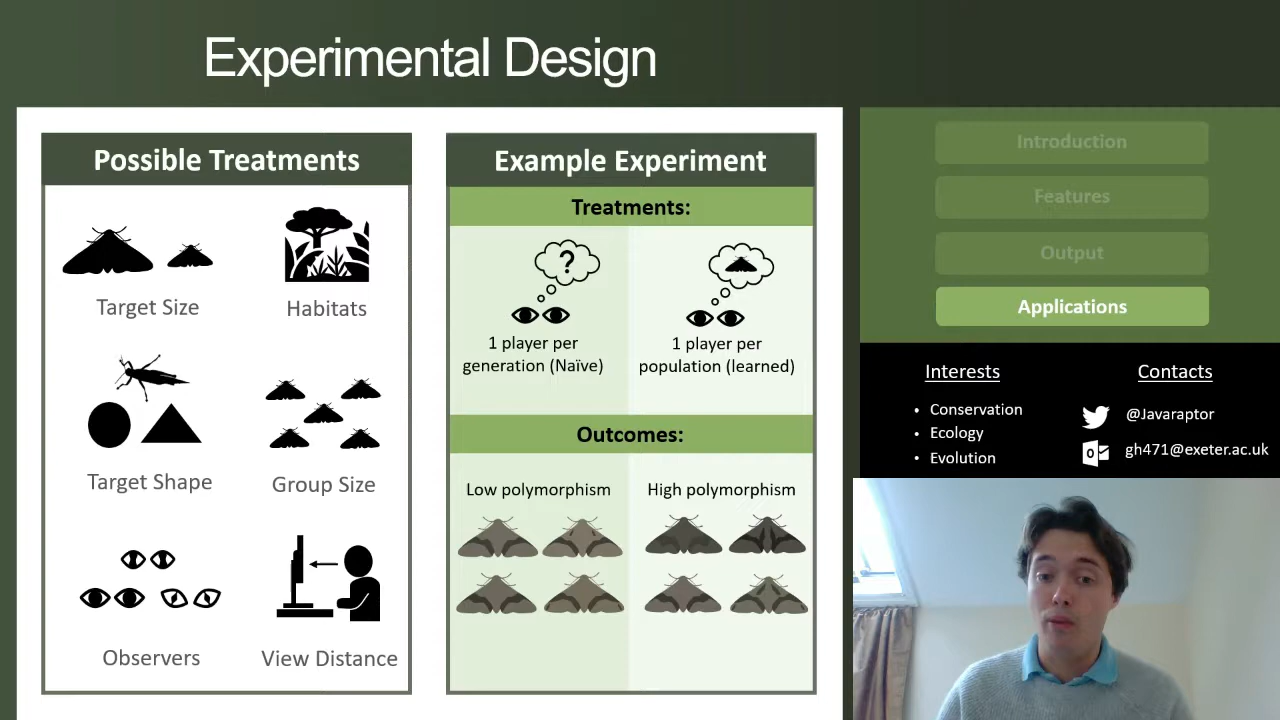 Experimental Design
Possible Treatments
Target Size
Habitats
Target Shape
Group Size
Observers
View Distance
Example Experiment
Treatments:
?
1 player per
generation (Naïve)
1 player per
population (learned)
Outcomes:
Low polymorphism
High polymorphism
Introduction
Features
Output
Applications
Interests
• Conservation
• Ecology
• Evolution
Contacts
@Javaraptor
gh471@exeter.ac.uk